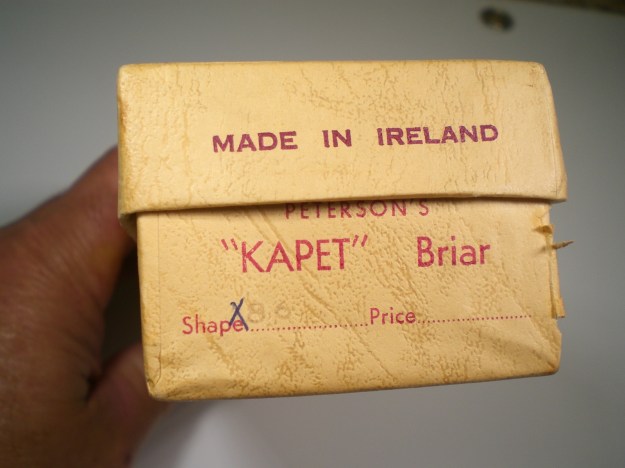 MADE IN IRELAND
PETERSON'S
"KAPET" Briar
Shape X Price